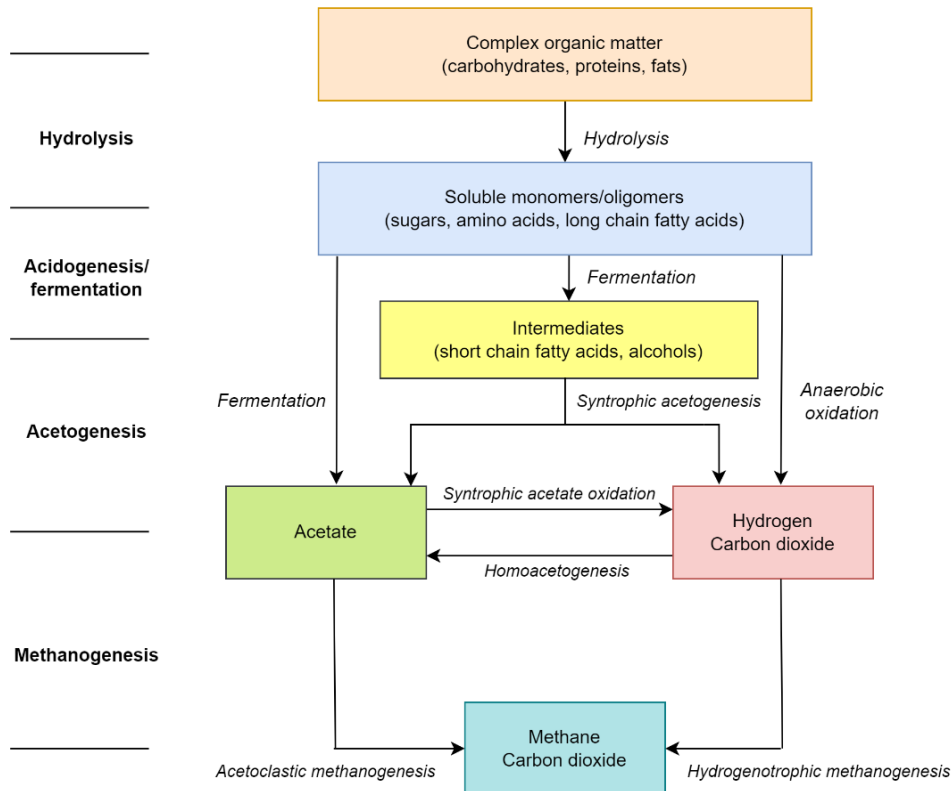 Complex organic matter
(carbohydrates, proteins, fats)
Hydrolysis
Hydrolysis
Soluble monomers/oligomers
(sugars, amino acids, long chain fatty acids)
Acidogenesis/
fermentation
Fermentation
Intermediates
(short chain fatty acids, alcohols)
Fermentation
Syntrophic acetogenesis
Anaerobic
oxidation
Acetogenesis
Syntrophic acetate oxidation
Acetate
Hydrogen
Carbon dioxide
Homoacetogenesis
Methanogenesis
Methane
Carbon dioxide
Acetoclastic methanogenesis
Hydrogenotrophic methanogenesis